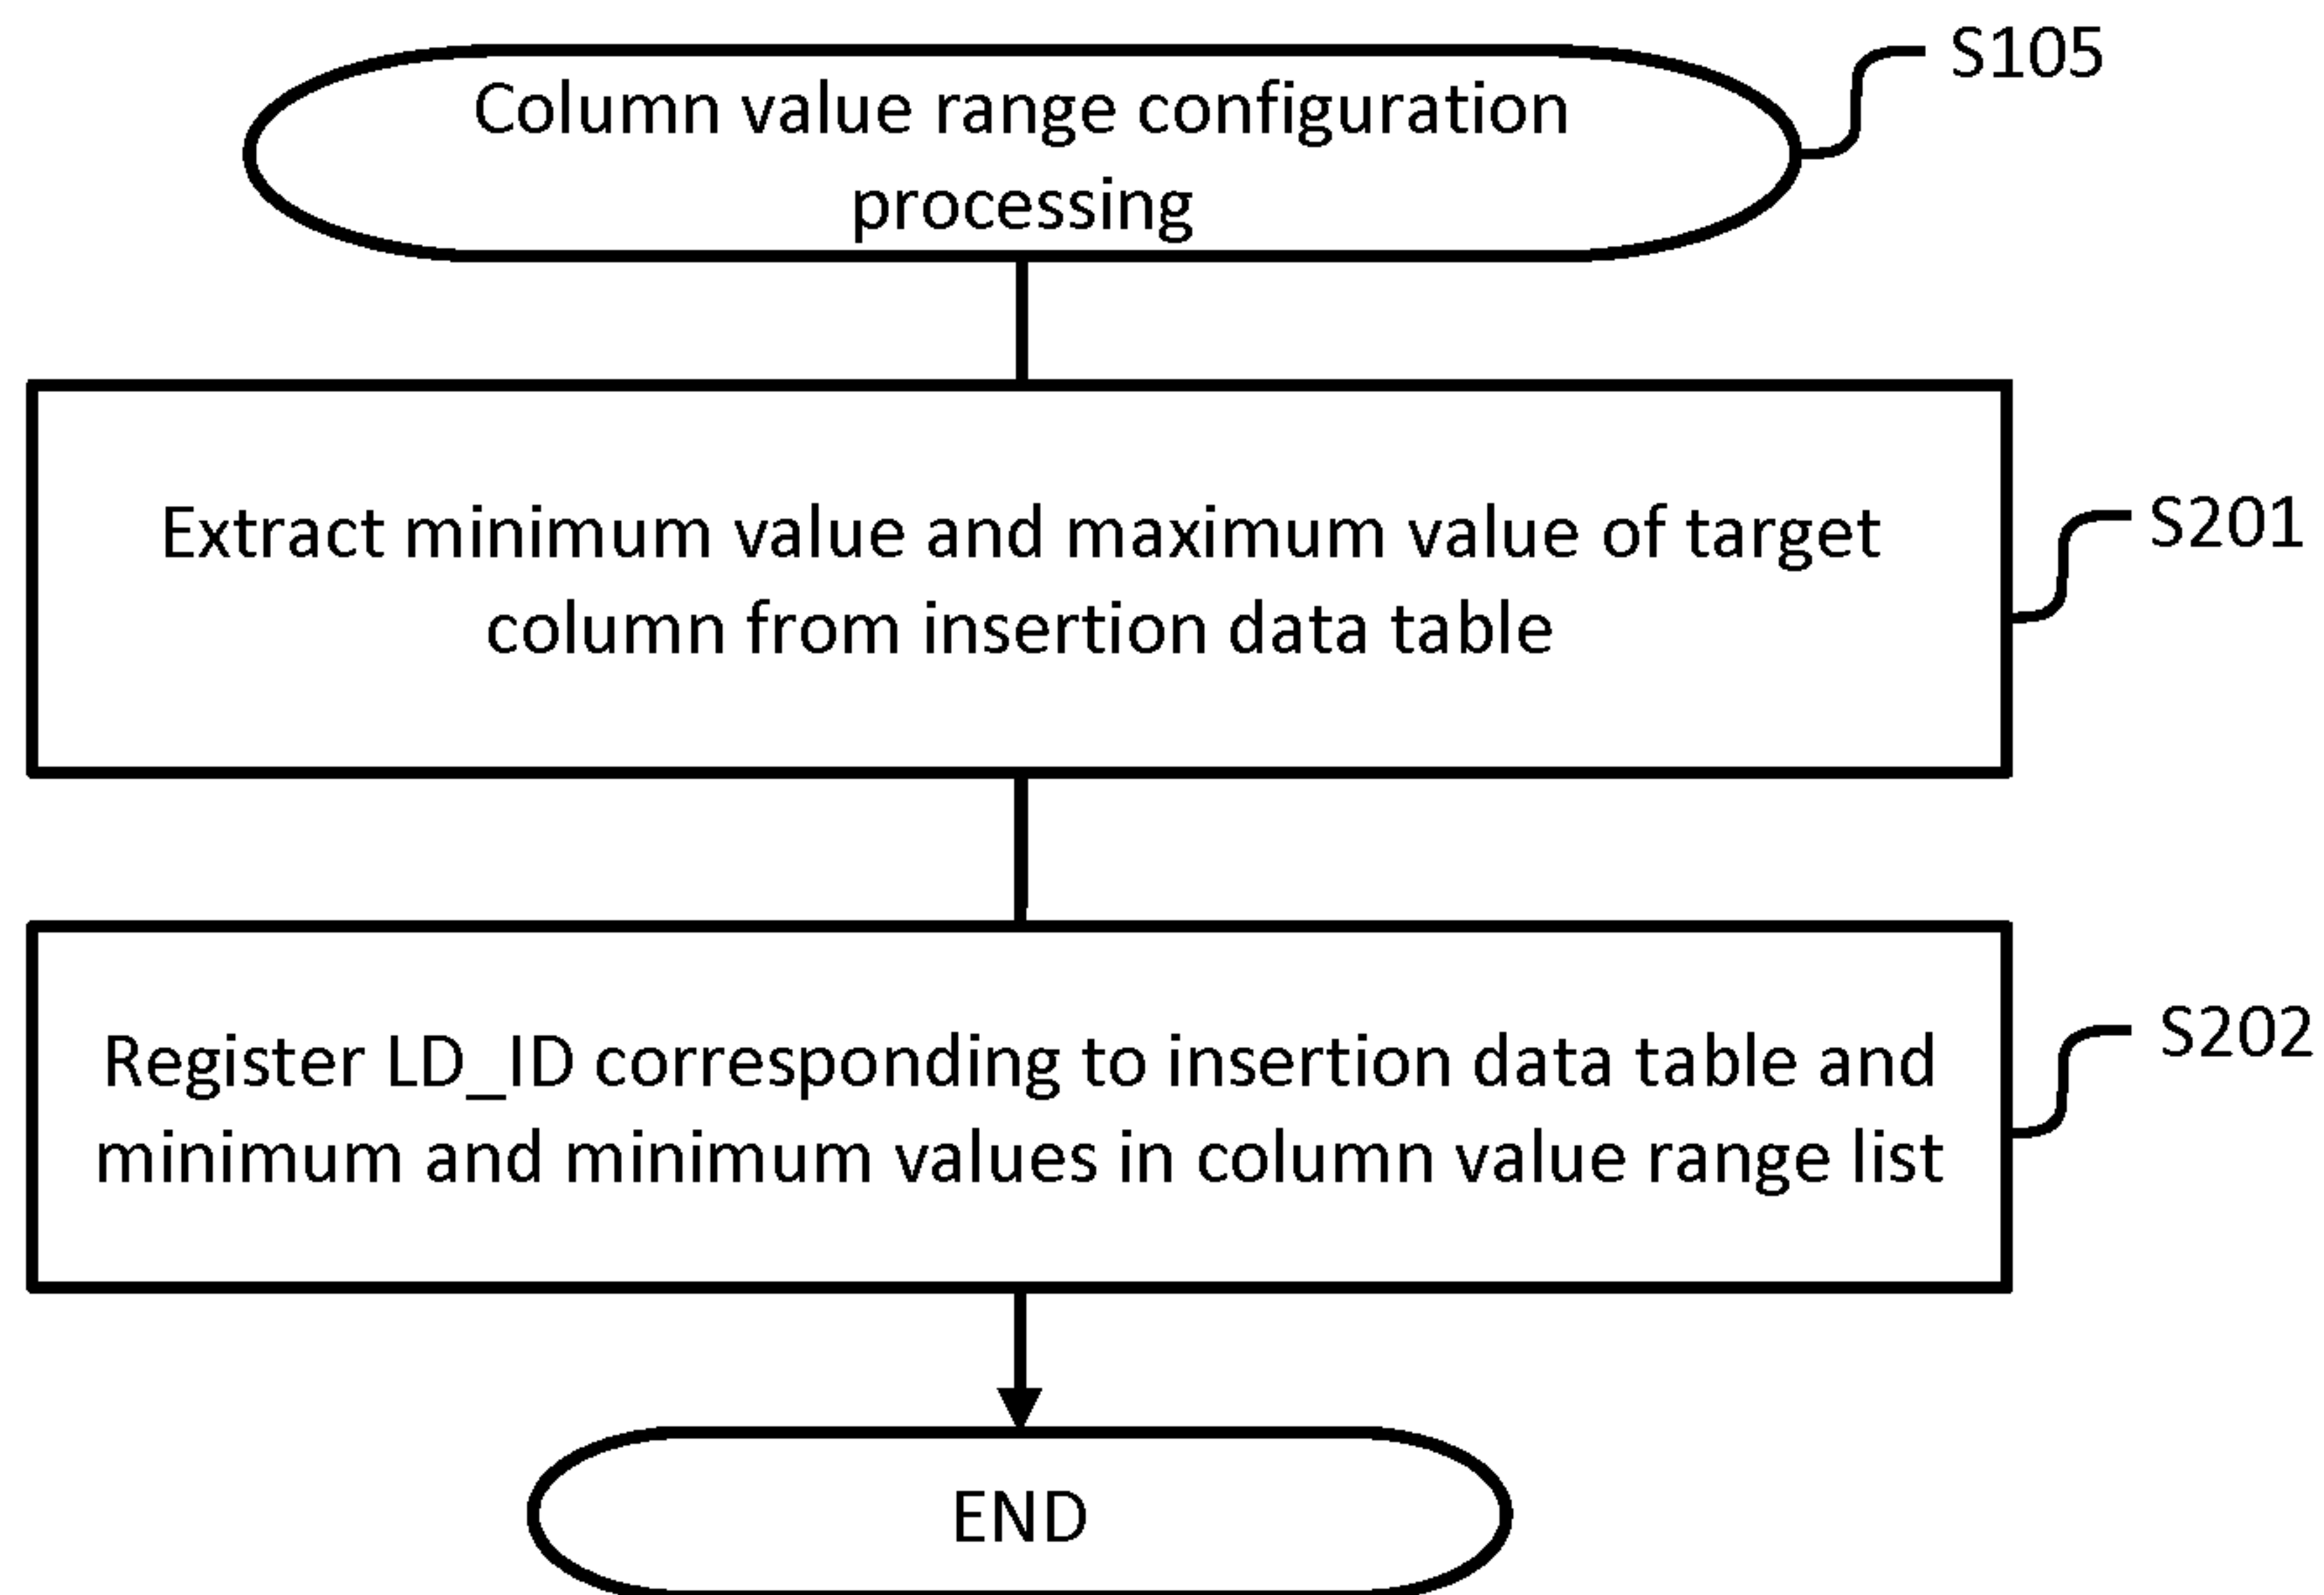 S105
Column value range configuration
processing
Extract minimum value and maximum value of target
column from insertion data table
S201
Register LD_ID corresponding to insertion data table and
minimum and minimum values in column value range list
S202
END